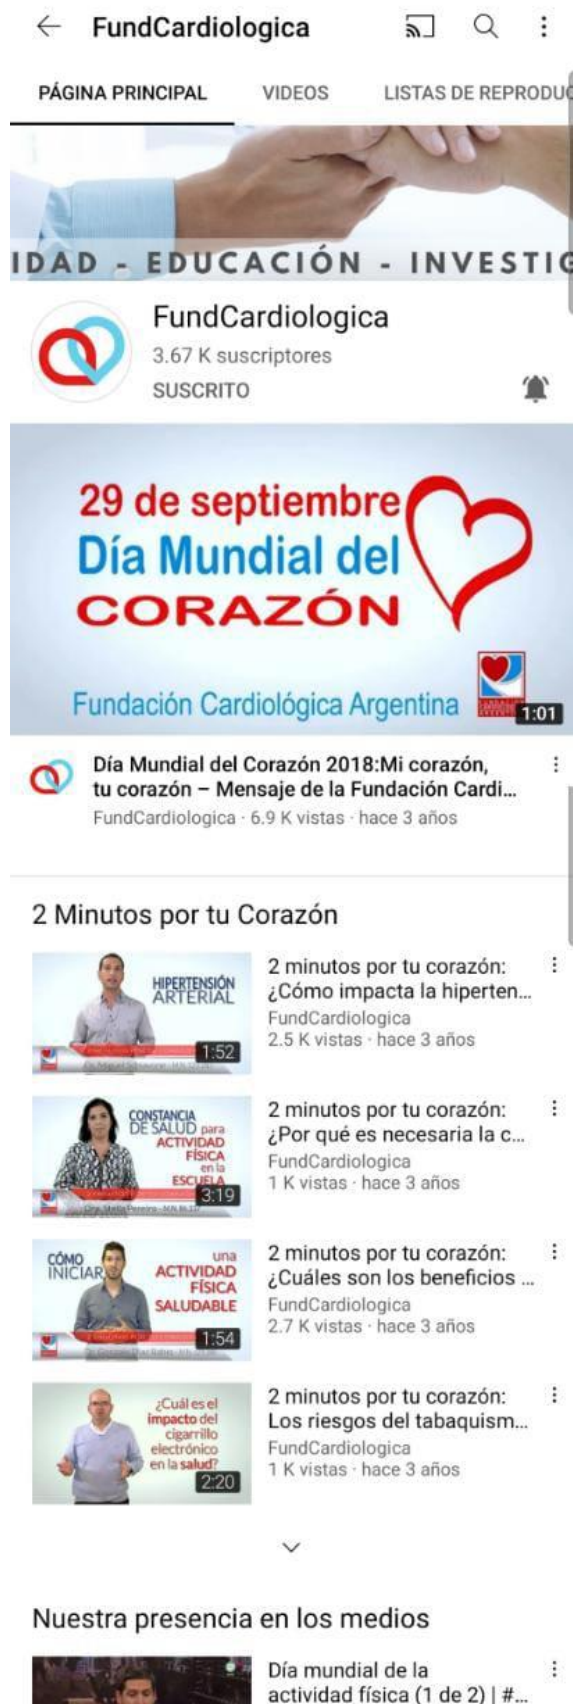 FundCardiologica
PÁGINA PRINCIPAL
VIDEOS
LISTAS DE REPRODUC
IDAD - EDUCACIÓN - INVESTIG
FundCardiologica
3.67 K suscriptores
SUSCRITO
29 de septiembre
Día Mundial del
CORAZÓN
Fundación Cardiológica Argentina
1:01
Día Mundial del Corazón 2018:Mi corazón,
tu corazón – Mensaje de la Fundación Cardi...
FundCardiologica · 6.9 K vistas · hace 3 años
2 Minutos por tu Corazón
HIPERTENSIÓN
ARTERIAL
1:52
2 minutos por tu corazón:
¿Cómo impacta la hiperten...
FundCardiologica
2.5 K vistas · hace 3 años
CONSTANCIA
DE SALUD para
ACTIVIDAD
FÍSICA
en la
ESCUELA
3:19
2 minutos por tu corazón:
¿Por qué es necesaria la c...
FundCardiologica
1 K vistas · hace 3 años
CÓMO
INICIAR
una
ACTIVIDAD
FÍSICA
SALUDABLE
1:54
2 minutos por tu corazón:
¿Cuáles son los beneficios ...
FundCardiologica
2.7 K vistas · hace 3 años
¿Cuál es el
impacto del
cigarrillo
electrónico
en la salud?
2:20
2 minutos por tu corazón:
Los riesgos del tabaquism...
FundCardiologica
1 K vistas · hace 3 años
Nuestra presencia en los medios
Día mundial de la
actividad física (1 de 2) | #...